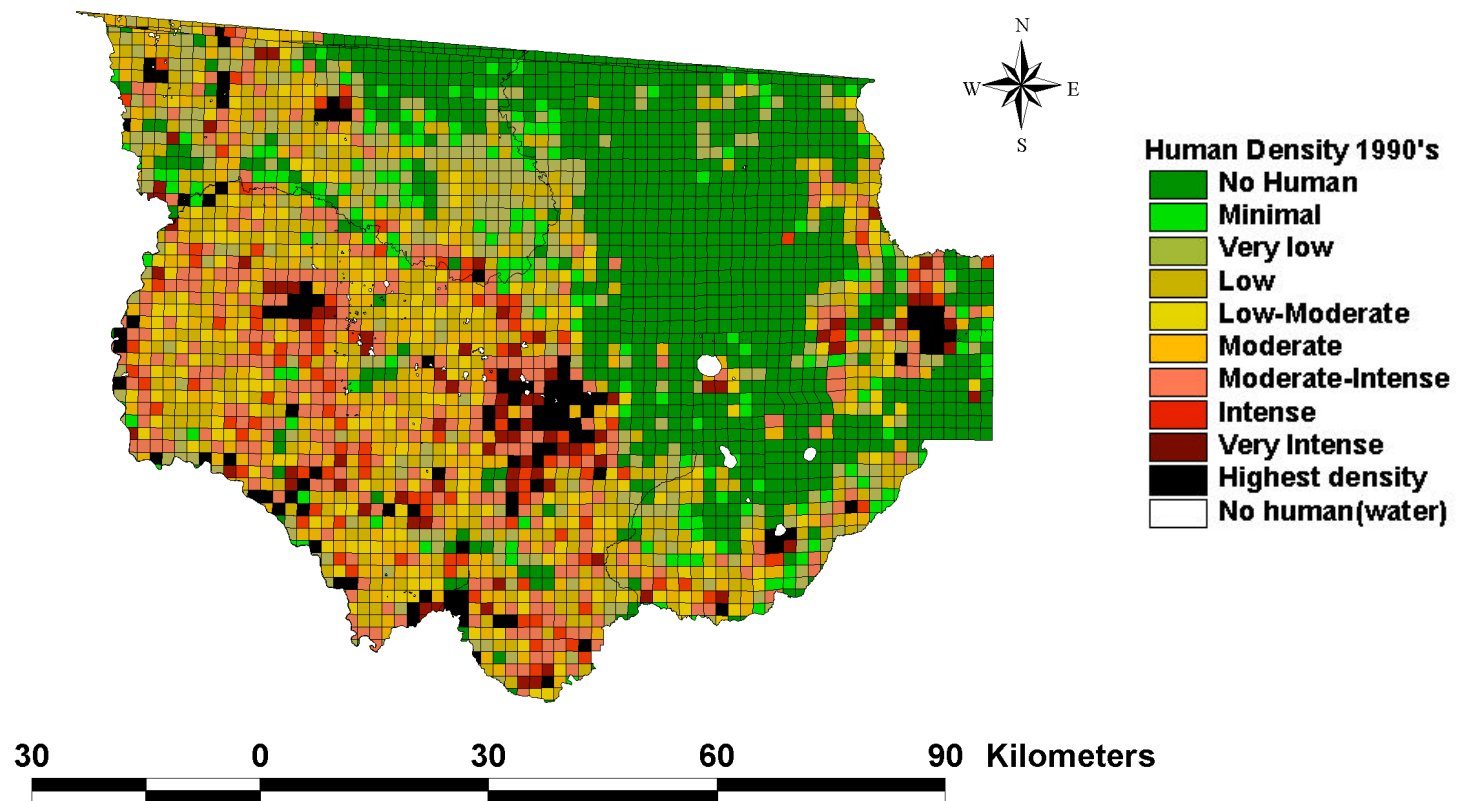 N
W E
S
Human Density 1990's
No Human
Minimal
Very low
Low
Low-Moderate
Moderate
Moderate-Intense
Intense
Very Intense
Highest density
No human(water)
30 0 30 60 90 Kilometers